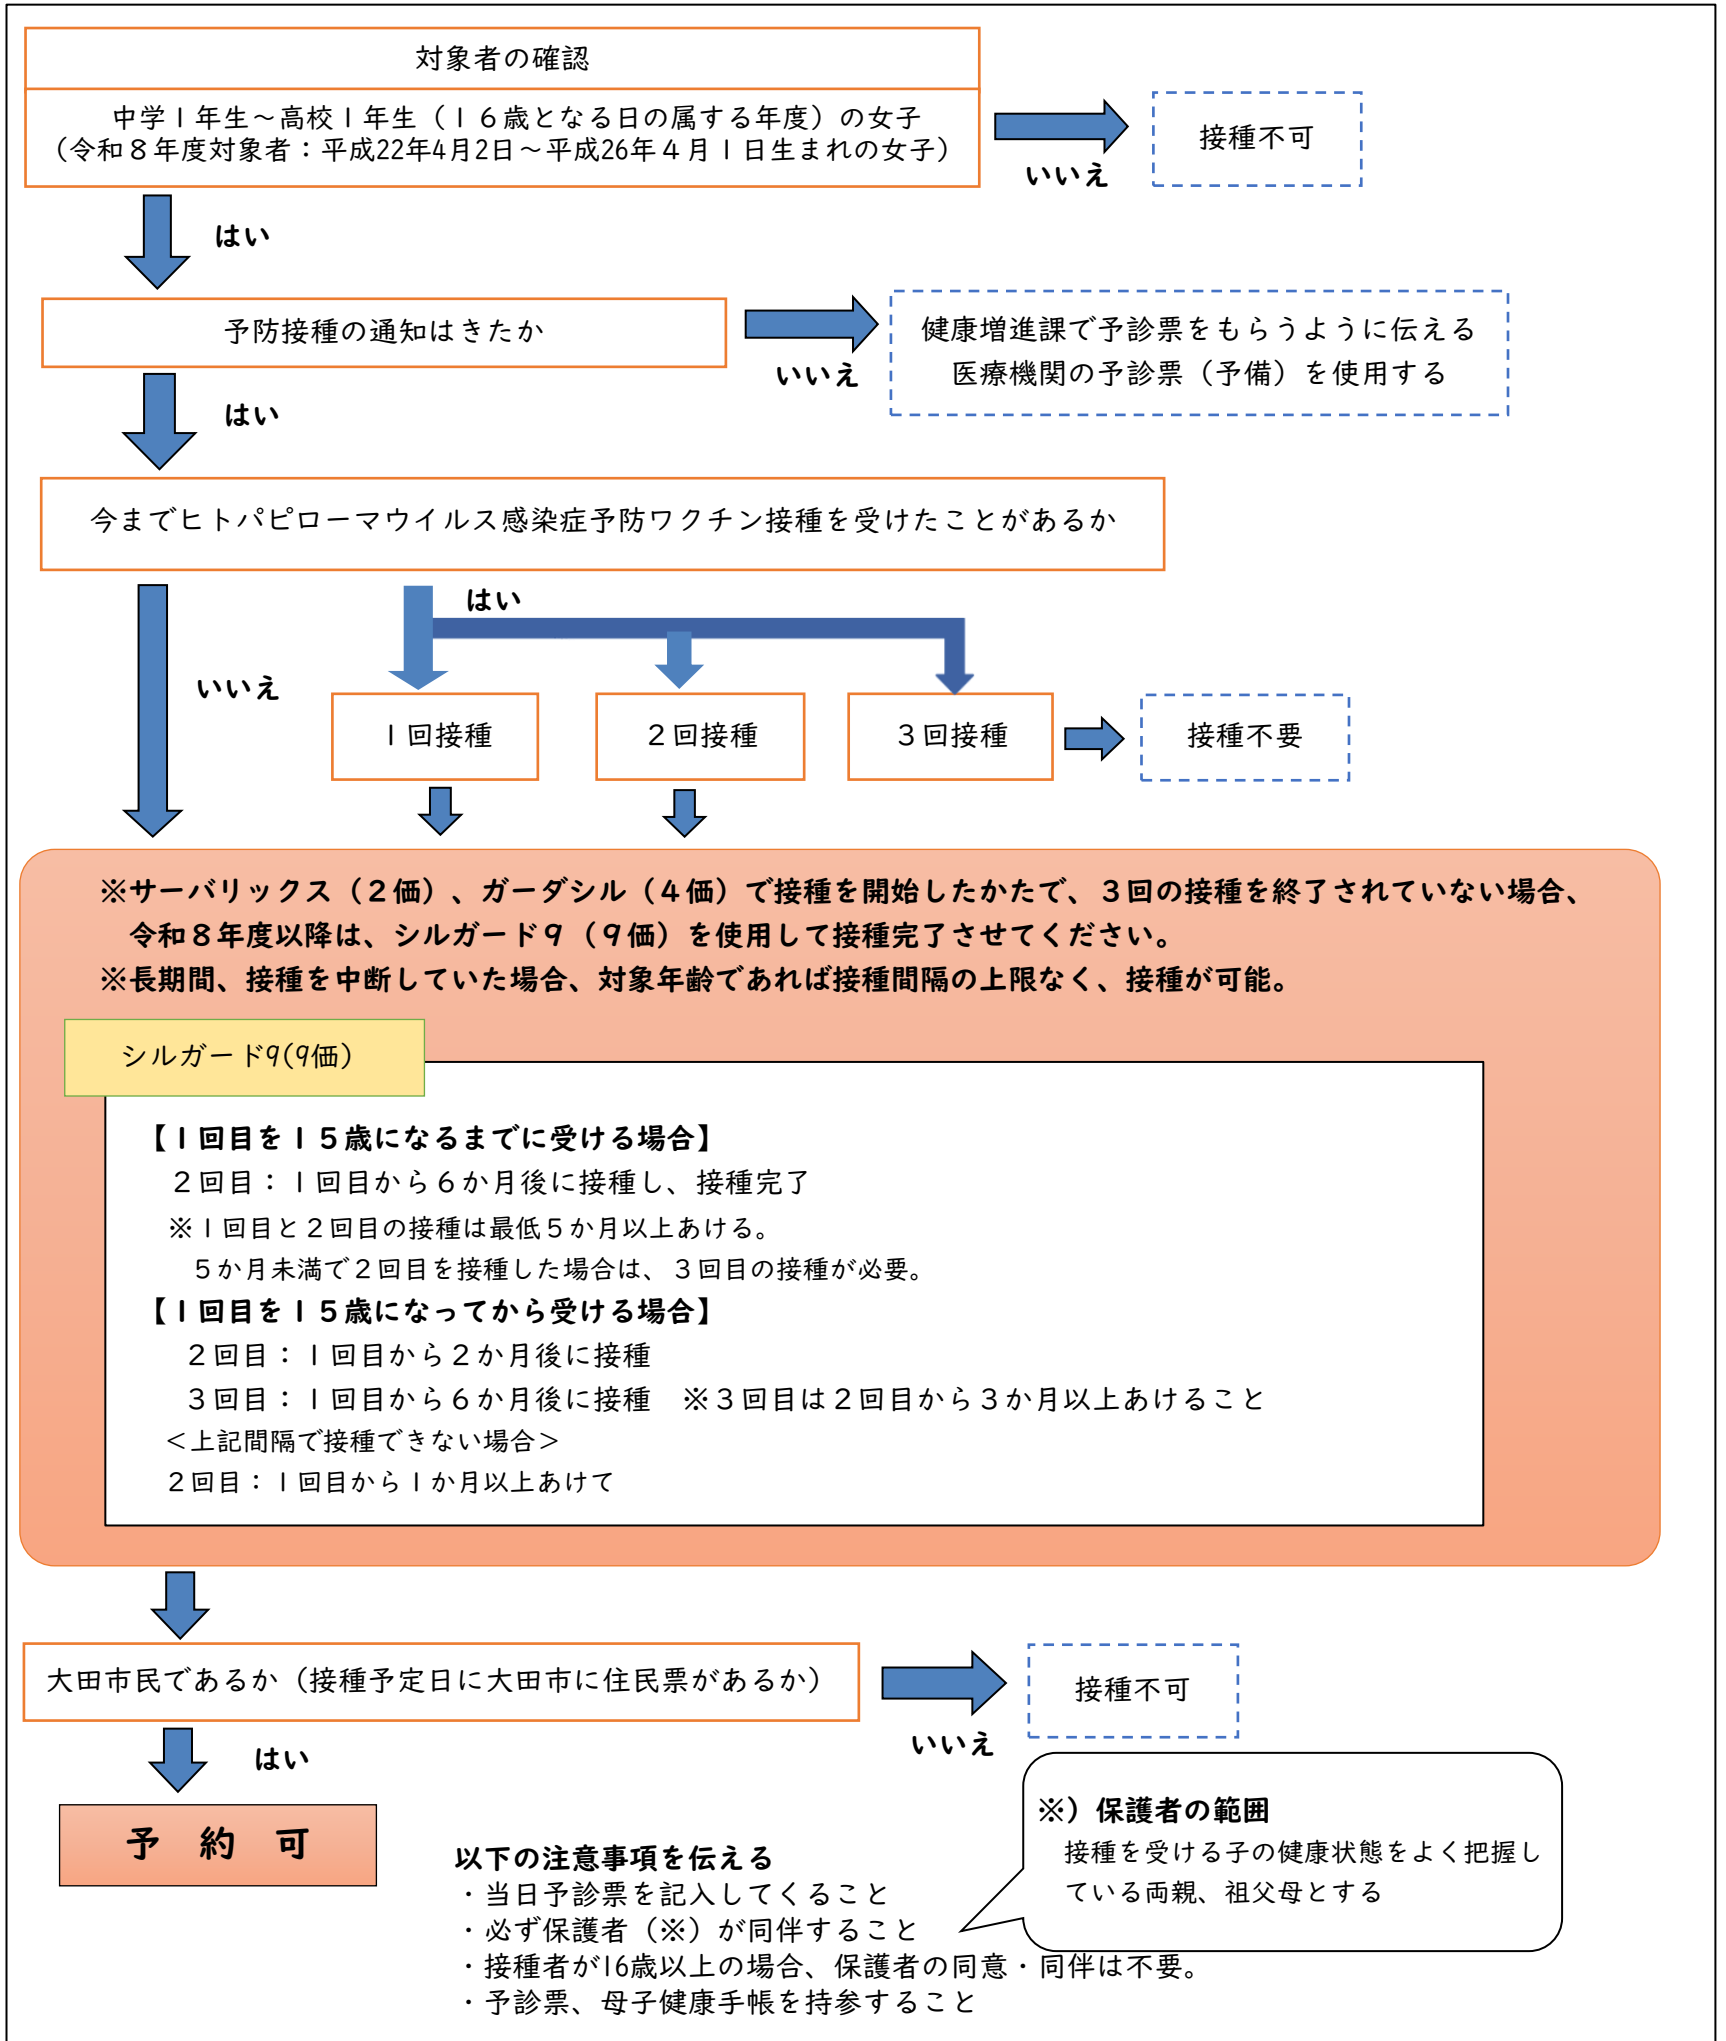 対象者の確認
中学1年生～高校1年生（16歳となる日の属する年度）の女子
（令和８年度対象者：平成22年4月2日～平成26年４月1日生まれの女子）
いいえ
接種不可
はい
予防接種の通知はきたか
いいえ
健康増進課で予診票をもらうように伝える
医療機関の予診票（予備）を使用する
はい
今までヒトパピローマウイルス感染症予防ワクチン接種を受けたことがあるか
はい
いいえ
1回接種
２回接種
３回接種
接種不要
※サーバリックス（２価）、ガーダシル（４価）で接種を開始したかたで、３回の接種を終了されていない場合、
令和８年度以降は、シルガード９（９価）を使用して接種完了させてください。
※長期間、接種を中断していた場合、対象年齢であれば接種間隔の上限なく、接種が可能。
シルガード9(9価)
【1回目を15歳になるまでに受ける場合】
２回目：1回目から６か月後に接種し、接種完了
※1回目と２回目の接種は最低５か月以上あける。
５か月未満で２回目を接種した場合は、３回目の接種が必要。
【1回目を15歳になってから受ける場合】
２回目：1回目から２か月後に接種
３回目：1回目から６か月後に接種　※３回目は２回目から３か月以上あけること
＜上記間隔で接種できない場合＞
２回目：1回目から1か月以上あけて
大田市民であるか（接種予定日に大田市に住民票があるか）
いいえ
接種不可
はい
予　約　可
以下の注意事項を伝える
・当日予診票を記入してくること
・必ず保護者（※）が同伴すること
・接種者が16歳以上の場合、保護者の同意・同伴は不要。
・予診票、母子健康手帳を持参すること
※）保護者の範囲
接種を受ける子の健康状態をよく把握し
ている両親、祖父母とする